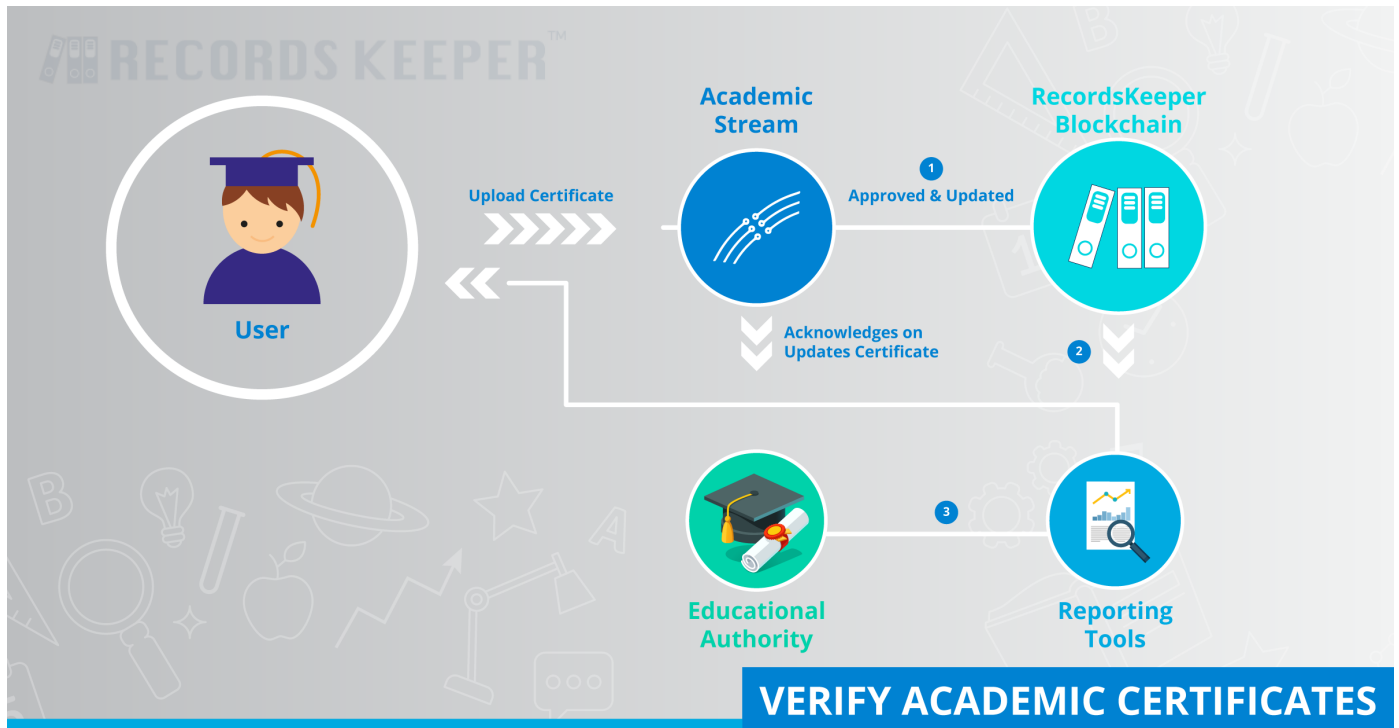 RECORDS KEEPER™
Academic
Stream
RecordsKeeper
Blockchain
Upload Certificate
1
Approved & Updated
User
Acknowledges on
Updates Certificate
2
3
Educational
Authority
Reporting
Tools
B
A
B
1
VERIFY ACADEMIC CERTIFICATES